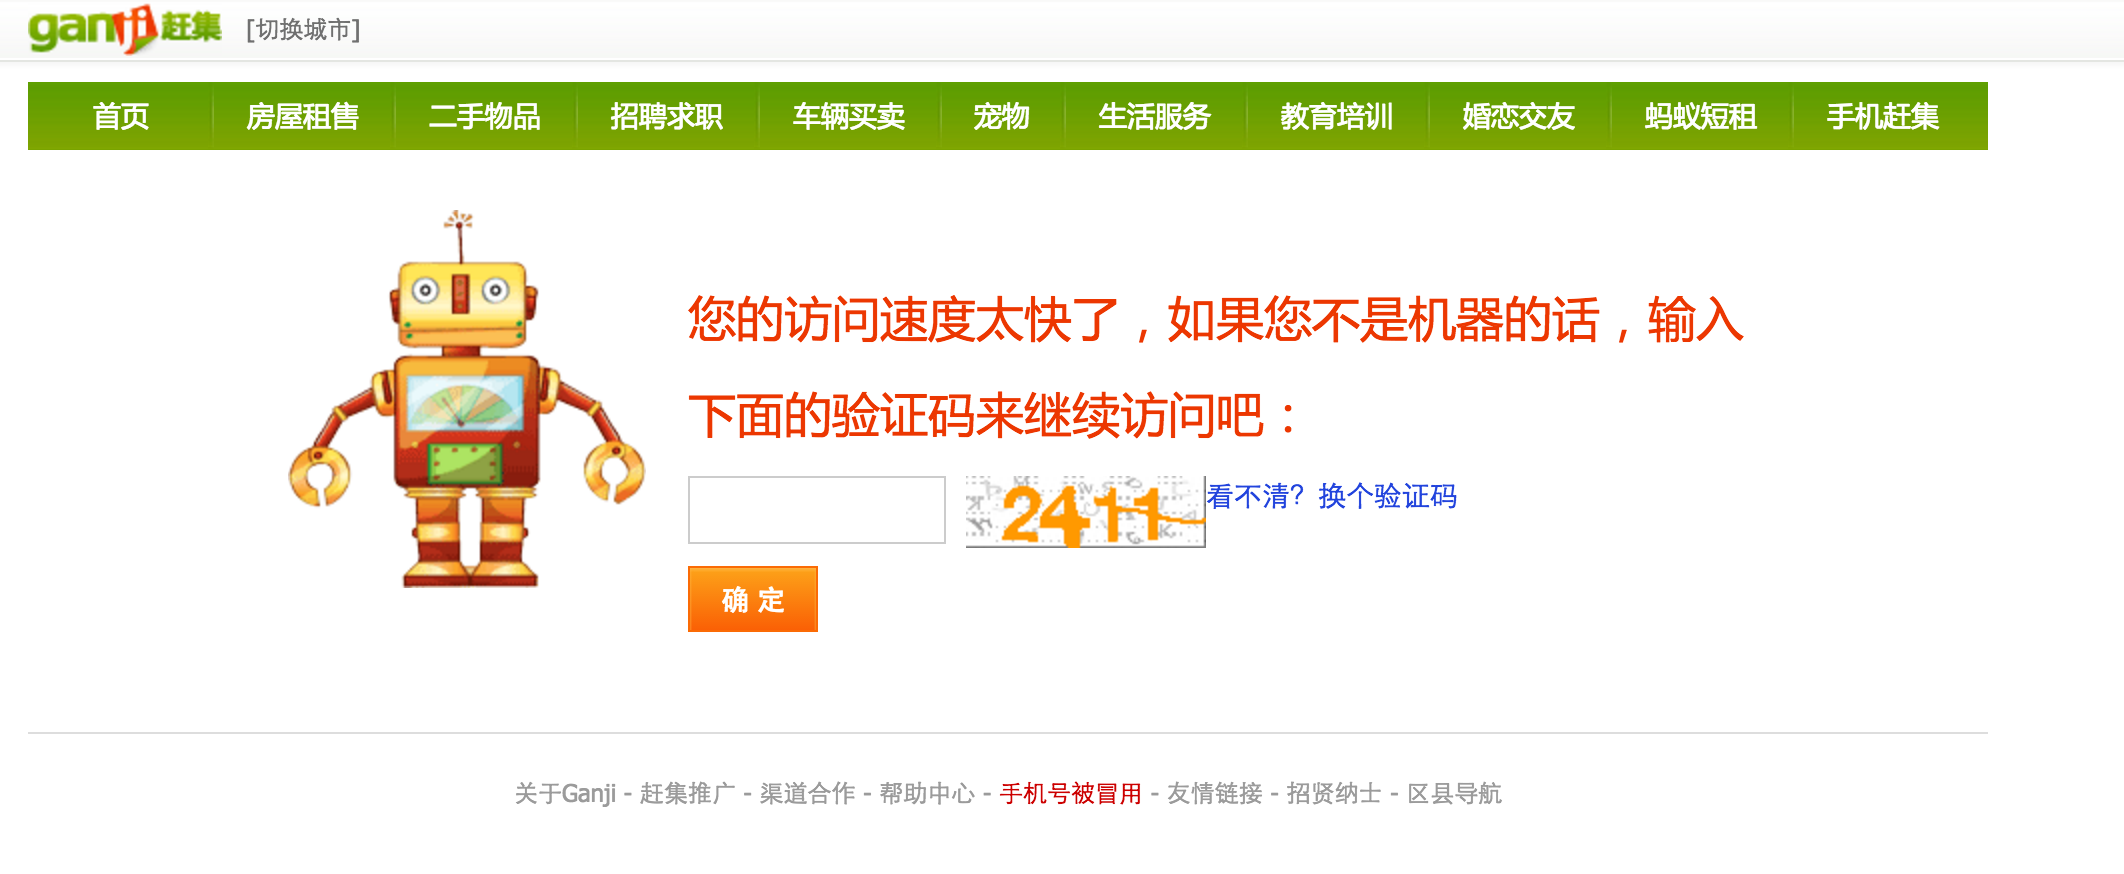 ganji赶集 [切换城市]
首页 房屋租售 二手物品 招聘求职 车辆买卖 宠物 生活服务 教育培训 婚恋交友 蚂蚁短租 手机赶集
您的访问速度太快了，如果您不是机器的话，输入
下面的验证码来继续访问吧：
2411 看不清？换个验证码
确 定
关于Ganji - 赶集推广 - 渠道合作 - 帮助中心 - 手机号被冒用 - 友情链接 - 招贤纳士 - 区县导航